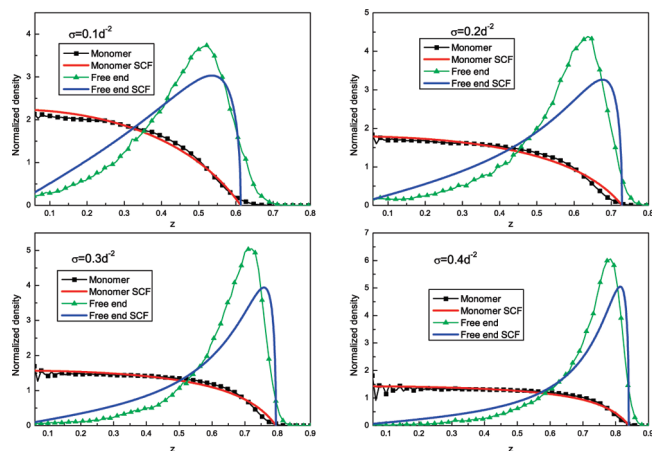 σ=0.1d⁻²
Monomer
Monomer SCF
Free end
Free end SCF
Normalized density
4
3
2
1
0
0.1 0.2 0.3 0.4 0.5 0.6 0.7 0.8
z
σ=0.2d⁻²
Monomer
Monomer SCF
Free end
Free end SCF
Normalized density
5
4
3
2
1
0
0.1 0.2 0.3 0.4 0.5 0.6 0.7 0.8 0.9
z
σ=0.3d⁻²
Monomer
Monomer SCF
Free end
Free end SCF
Normalized density
5
4
3
2
1
0
0.1 0.2 0.3 0.4 0.5 0.6 0.7 0.8 0.9
z
σ=0.4d⁻²
Monomer
Monomer SCF
Free end
Free end SCF
Normalized density
7
6
5
4
3
2
1
0
0.1 0.2 0.3 0.4 0.5 0.6 0.7 0.8 0.9
z